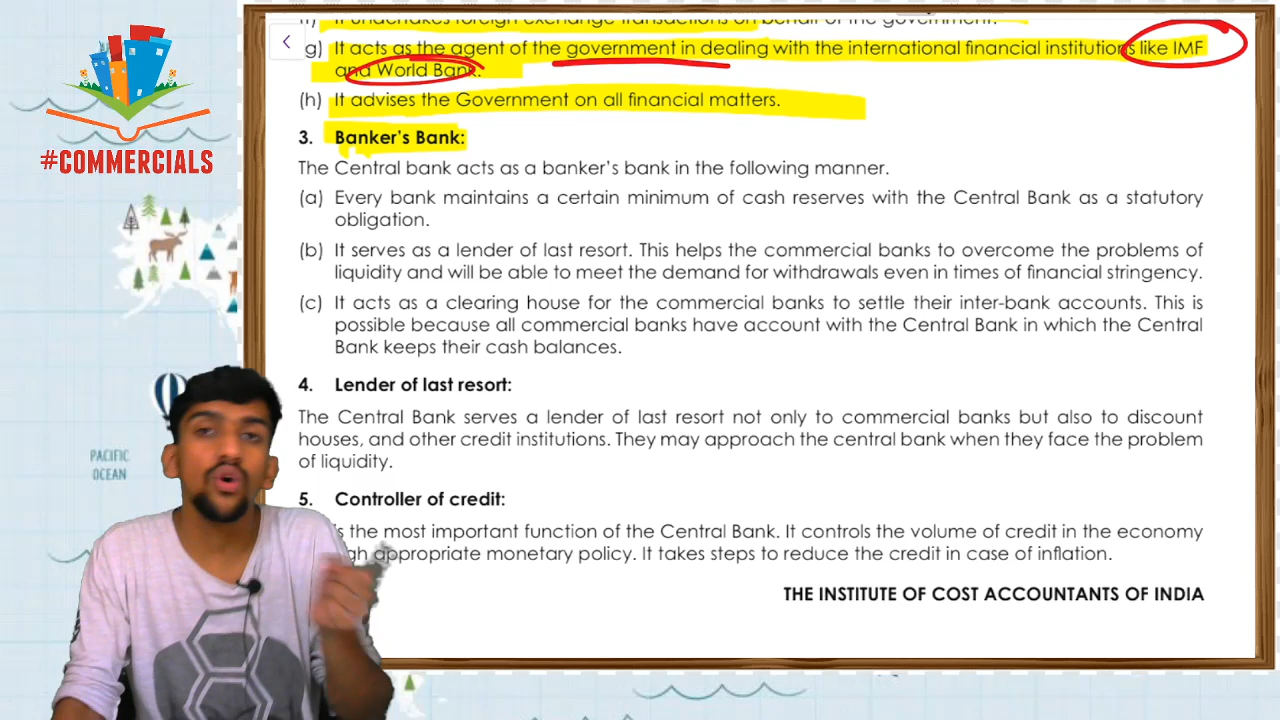 It undertakes foreign exchange transactions on behalf of the government.
g) It acts as the agent of the government in dealing with the international financial institutions like IMF
and World Bank.
(h) It advises the Government on all financial matters.
#COMMERCIALS
3. Banker's Bank:
The Central bank acts as a banker's bank in the following manner.
(a) Every bank maintains a certain minimum of cash reserves with the Central Bank as a statutory
obligation.
(b) It serves as a lender of last resort. This helps the commercial banks to overcome the problems of
liquidity and will be able to meet the demand for withdrawals even in times of financial stringency.
(c) It acts as a clearing house for the commercial banks to settle their inter-bank accounts. This is
possible because all commercial banks have account with the Central Bank in which the Central
Bank keeps their cash balances.
4. Lender of last resort:
The Central Bank serves a lender of last resort not only to commercial banks but also to discount
houses, and other credit institutions. They may approach the central bank when they face the problem
of liquidity.
PACIFIC
OCEAN
5. Controller of credit:
is the most important function of the Central Bank. It controls the volume of credit in the economy
appropriate monetary policy. It takes steps to reduce the credit in case of inflation.
THE INSTITUTE OF COST ACCOUNTANTS OF INDIA